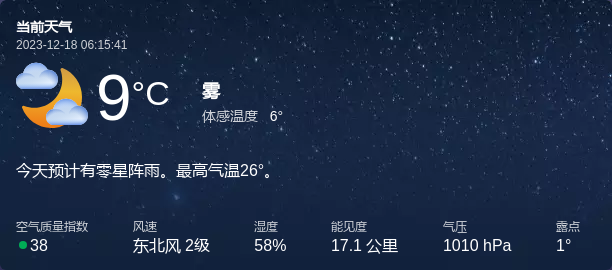 当前天气
2023-12-18 06:15:41
9°C
雾
体感温度 6°
今天预计有零星阵雨。最高气温26°。
空气质量指数 风速 湿度 能见度 气压 露点
38 东北风 2级 58% 17.1 公里 1010 hPa 1°